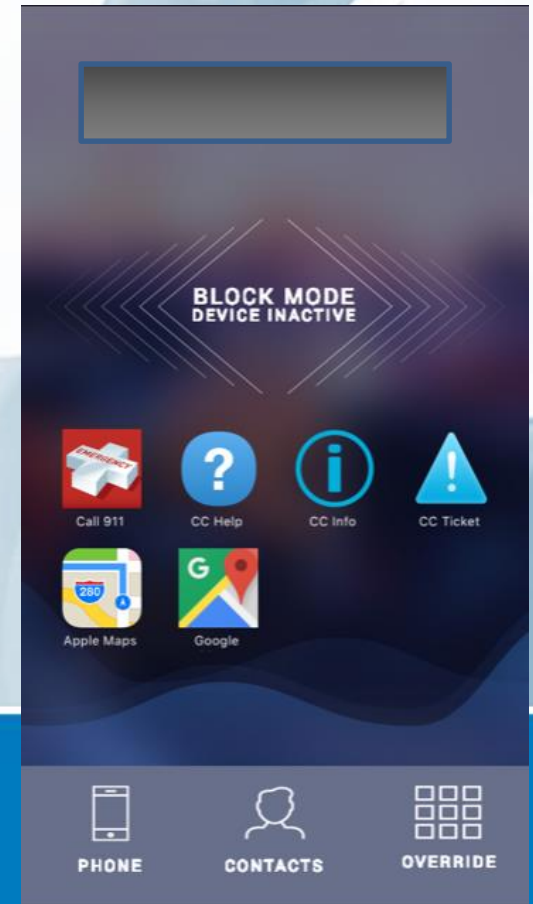 BLOCK MODE
DEVICE INACTIVE
EMERGENCY
Call 911
CC Help
CC Info
CC Ticket
?
i
!
280
G
Apple Maps
Google
PHONE
CONTACTS
OVERRIDE